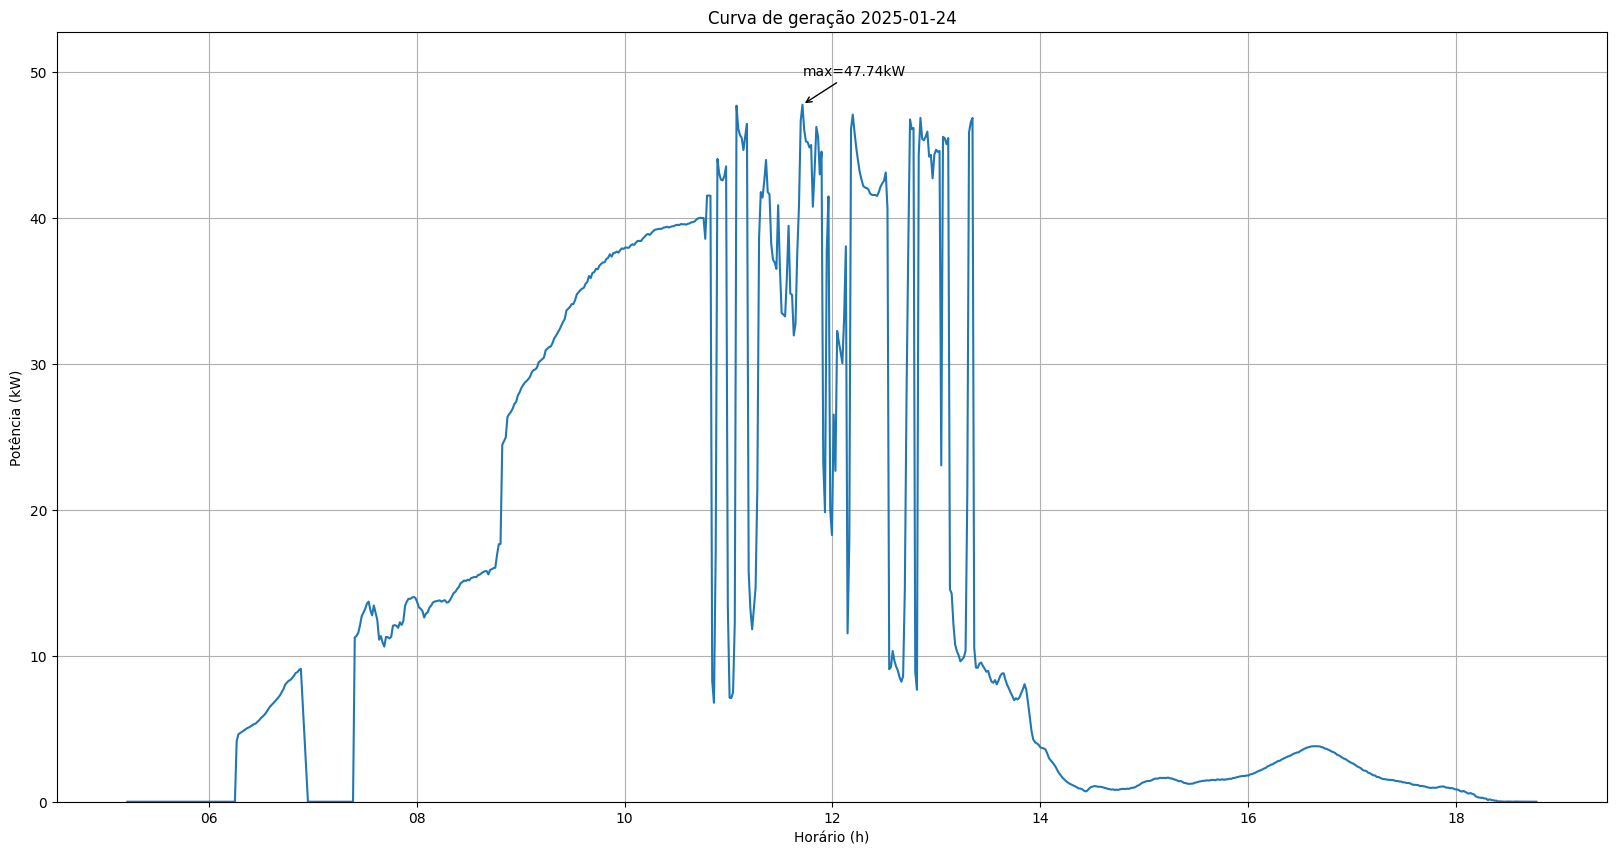 Curva de geração 2025-01-24
max=47.74kW
Potência (kW)
50
40
30
20
10
0
06 08 10 12 14 16 18
Horário (h)